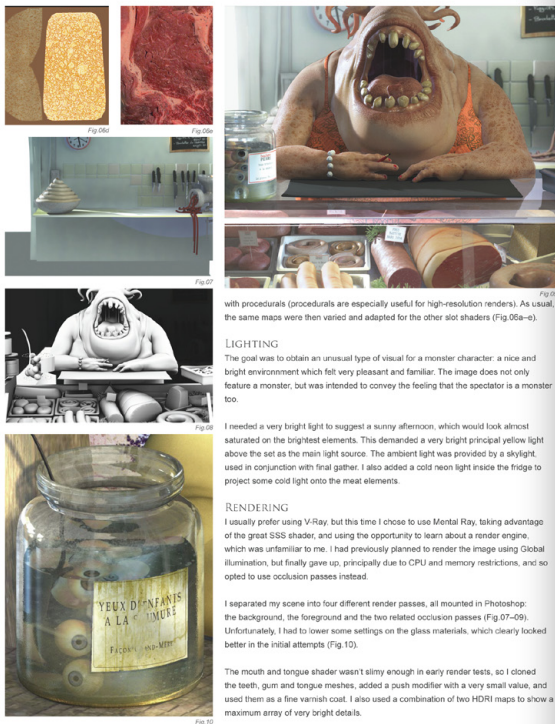 Fig.06d
Fig.06e
Fig.07
Fig.08
YEUX D'ENFANTS
A LA
Fig.10
with procedurals (procedurals are especially useful for high-resolution renders). As usual,
the same maps were then varied and adapted for the other slot shaders (Fig.06a–e).
LIGHTING
The goal was to obtain an unusual type of visual for a monster character: a nice and
bright environnment which felt very pleasant and familiar. The image does not only
feature a monster, but was intended to convey the feeling that the spectator is a monster
too.
I needed a very bright light to suggest a sunny afternoon, which would look almost
saturated on the brightest elements. This demanded a very bright principal yellow light
above the set as the main light source. The ambient light was provided by a skylight,
used in conjunction with final gather. I also added a cold neon light inside the fridge to
project some cold light onto the meat elements.
RENDERING
I usually prefer using V-Ray, but this time I chose to use Mental Ray, taking advantage
of the great SSS shader, and using the opportunity to learn about a render engine,
which was unfamiliar to me. I had previously planned to render the image using Global
illumination, but finally gave up, principally due to CPU and memory restrictions, and so
opted to use occlusion passes instead.
I separated my scene into four different render passes, all mounted in Photoshop:
the background, the foreground and the two related occlusion passes (Fig.07–09).
Unfortunately, I had to lower some settings on the glass materials, which clearly looked
better in the initial attempts (Fig.10).
The mouth and tongue shader wasn't slimy enough in early render tests, so I cloned
the teeth, gum and tongue meshes, added a push modifier with a very small value, and
used them as a fine varnish coat. I also used a combination of two HDRI maps to show a
maximum array of very bright details.